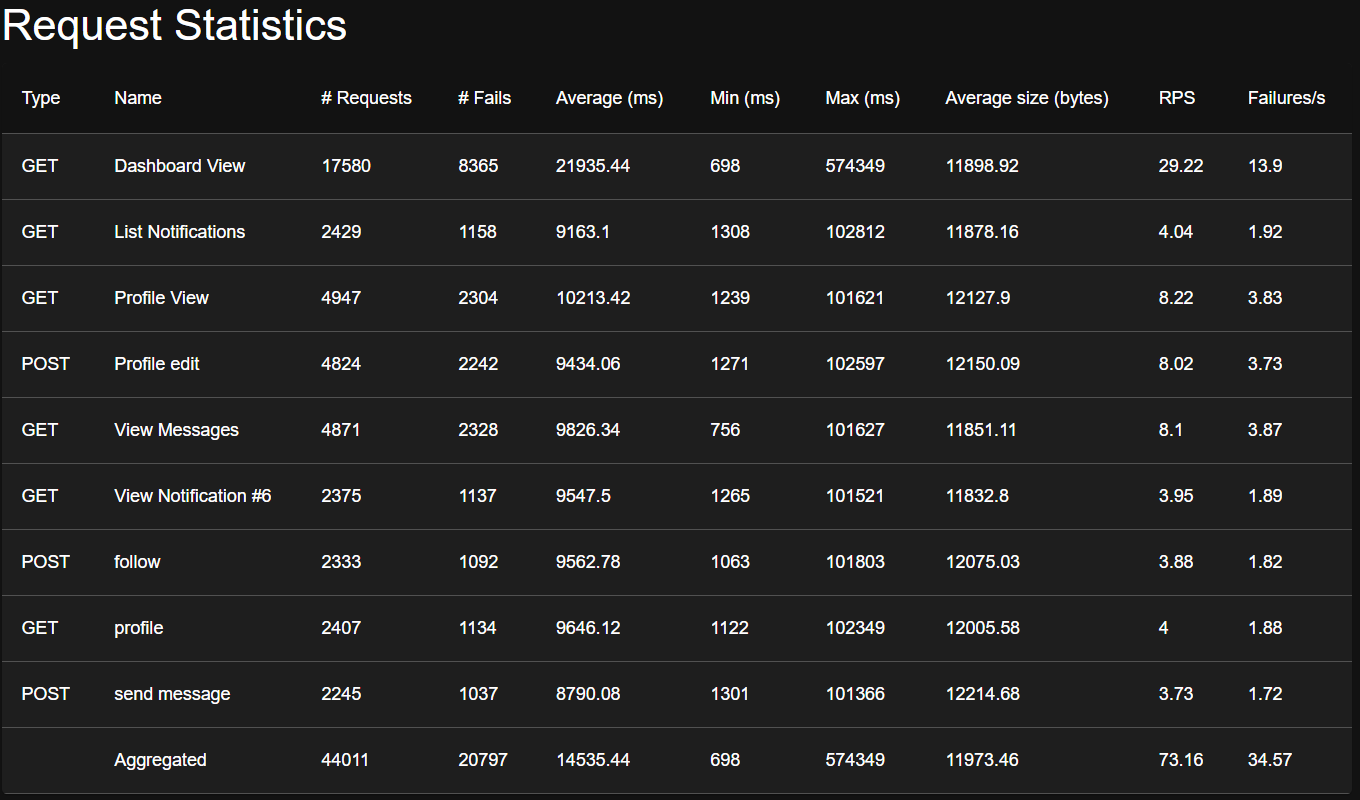 Request Statistics
Type Name # Requests # Fails Average (ms) Min (ms) Max (ms) Average size (bytes) RPS Failures/s
GET Dashboard View 17580 8365 21935.44 698 574349 11898.92 29.22 13.9
GET List Notifications 2429 1158 9163.1 1308 102812 11878.16 4.04 1.92
GET Profile View 4947 2304 10213.42 1239 101621 12127.9 8.22 3.83
POST Profile edit 4824 2242 9434.06 1271 102597 12150.09 8.02 3.73
GET View Messages 4871 2328 9826.34 756 101627 11851.11 8.1 3.87
GET View Notification #6 2375 1137 9547.5 1265 101521 11832.8 3.95 1.89
POST follow 2333 1092 9562.78 1063 101803 12075.03 3.88 1.82
GET profile 2407 1134 9646.12 1122 102349 12005.58 4 1.88
POST send message 2245 1037 8790.08 1301 101366 12214.68 3.73 1.72
Aggregated 44011 20797 14535.44 698 574349 11973.46 73.16 34.57